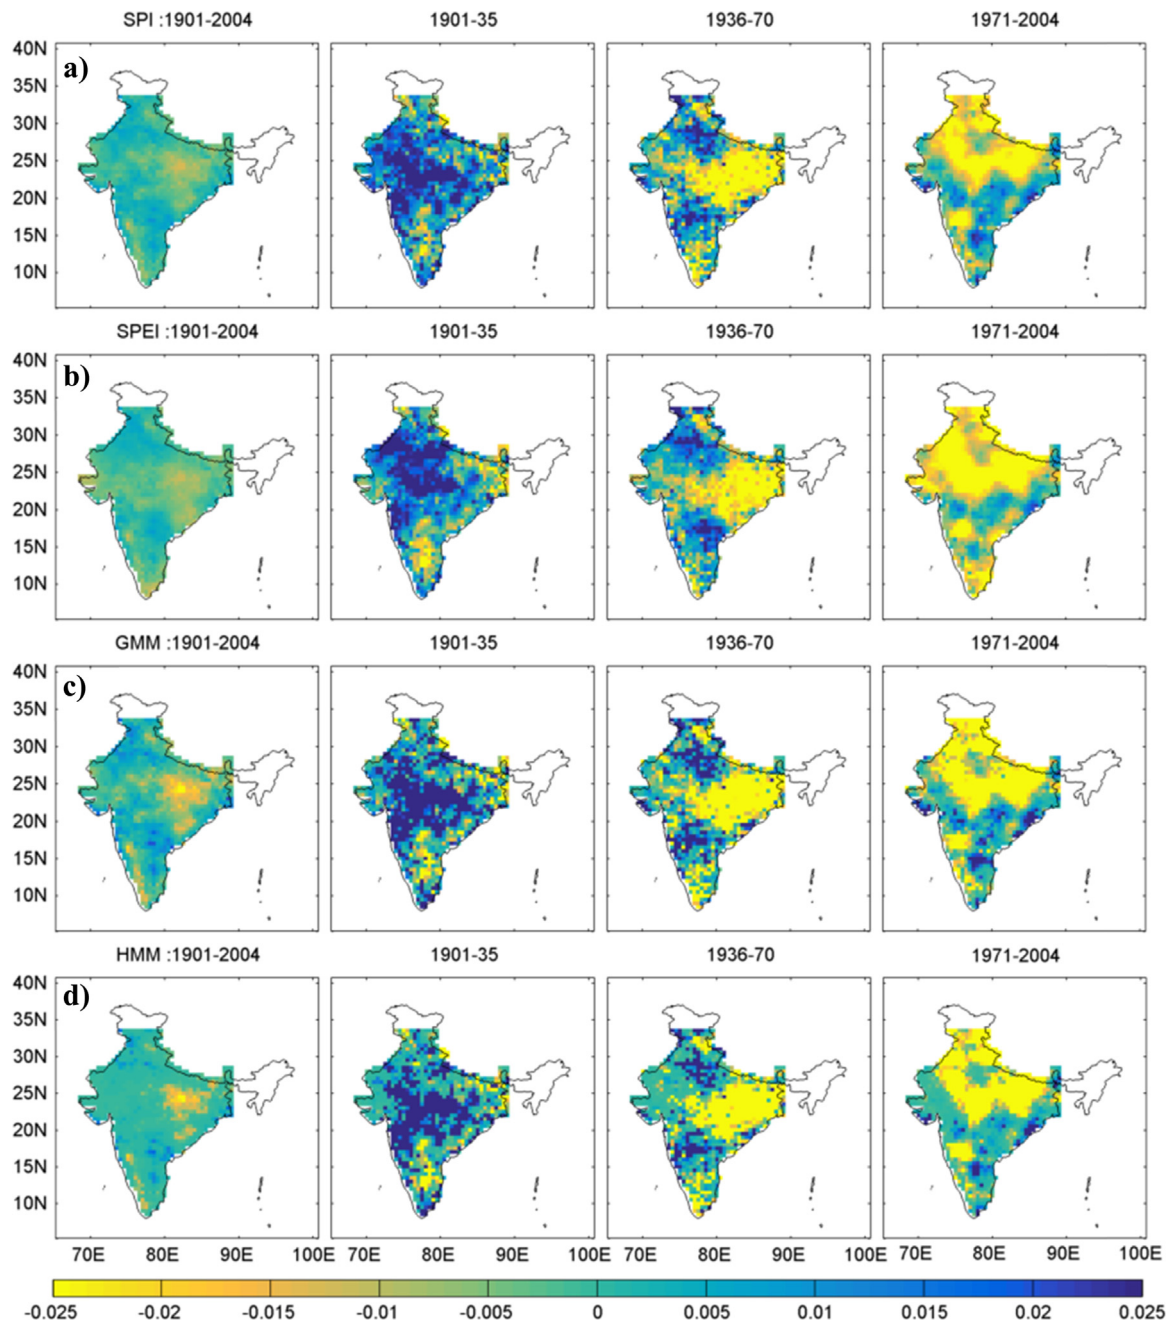 SPI :1901-2004 1901-35 1936-70 1971-2004
a)
40N
35N
30N
25N
20N
15N
10N
SPEI :1901-2004 1901-35 1936-70 1971-2004
b)
40N
35N
30N
25N
20N
15N
10N
GMM :1901-2004 1901-35 1936-70 1971-2004
c)
40N
35N
30N
25N
20N
15N
10N
HMM :1901-2004 1901-35 1936-70 1971-2004
d)
40N
35N
30N
25N
20N
15N
10N
70E 80E 90E 100E 70E 80E 90E 100E 70E 80E 90E 100E 70E 80E 90E 100E
-0.025 -0.02 -0.015 -0.01 -0.005 0 0.005 0.01 0.015 0.02 0.025